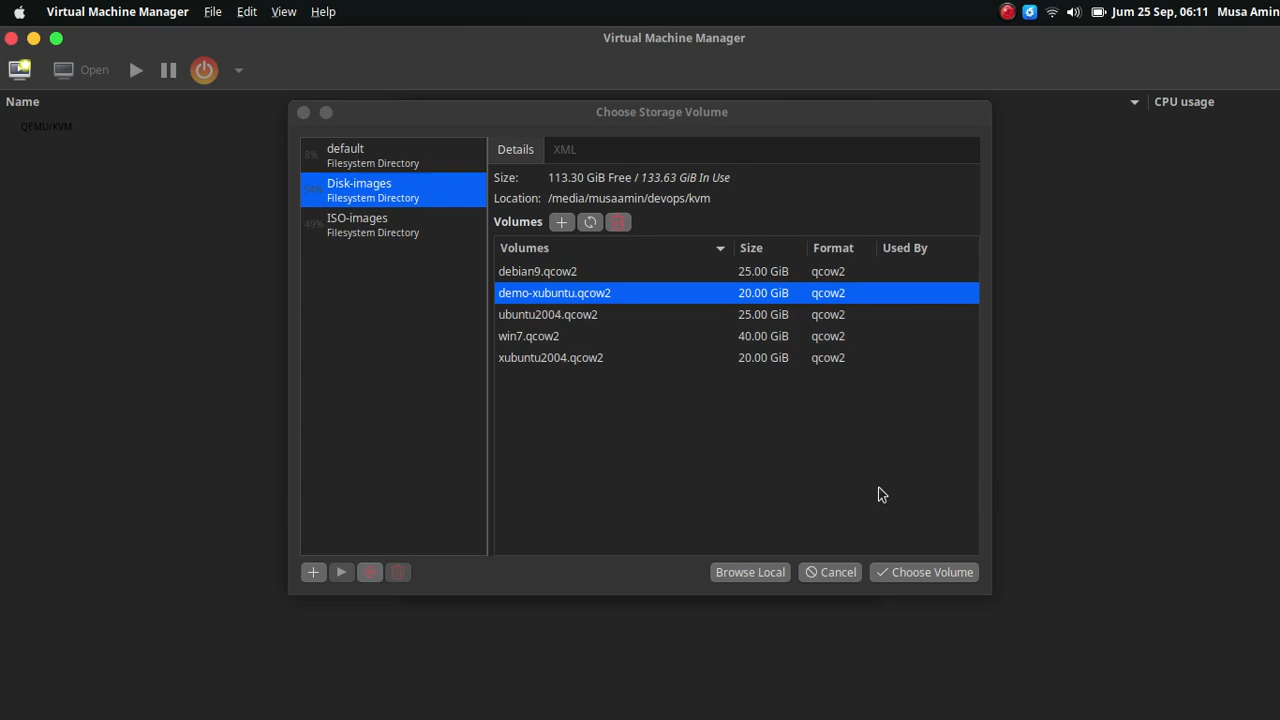 Virtual Machine Manager File Edit View Help Jum 25 Sep, 06:11 Musa Amin
Virtual Machine Manager
Open
Name CPU usage
QEMU/KVM
Choose Storage Volume
8% default
Filesystem Directory
54% Disk-images
Filesystem Directory
49% ISO-images
Filesystem Directory
Details XML
Size: 113.30 GiB Free / 133.63 GiB In Use
Location: /media/musaamin/devops/kvm
Volumes
Volumes Size Format Used By
debian9.qcow2 25.00 GiB qcow2
demo-xubuntu.qcow2 20.00 GiB qcow2
ubuntu2004.qcow2 25.00 GiB qcow2
win7.qcow2 40.00 GiB qcow2
xubuntu2004.qcow2 20.00 GiB qcow2
Browse Local Cancel Choose Volume